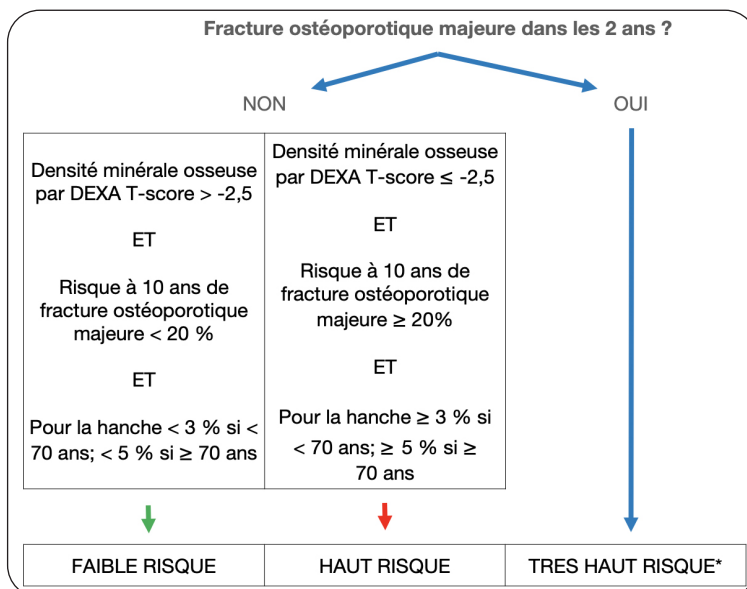 Fracture ostéoporotique majeure dans les 2 ans ?
NON
OUI
Densité minérale osseuse
par DEXA T-score > -2,5
ET
Risque à 10 ans de
fracture ostéoporotique
majeure < 20 %
ET
Pour la hanche < 3 % si <
70 ans; < 5 % si ≥ 70 ans
Densité minérale osseuse
par DEXA T-score ≤ -2,5
ET
Risque à 10 ans de
fracture ostéoporotique
majeure ≥ 20%
ET
Pour la hanche ≥ 3 % si
< 70 ans; ≥ 5 % si ≥
70 ans
FAIBLE RISQUE
HAUT RISQUE
TRES HAUT RISQUE*